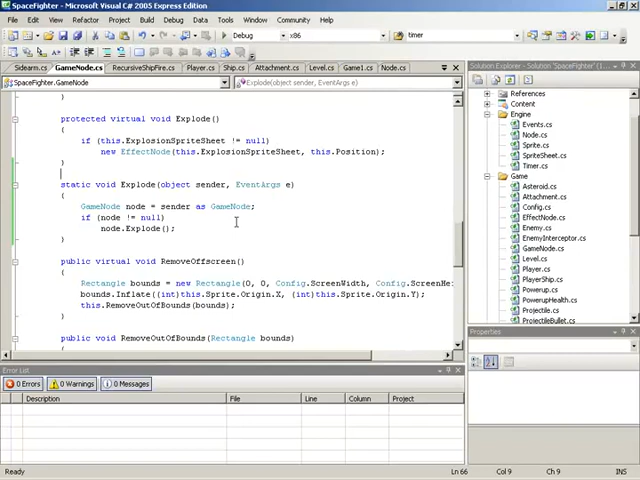 SpaceFighter - Microsoft Visual C# 2005 Express Edition
File Edit View Refactor Project Build Debug Data Tools Window Community Help
Debug x86 timer
Sidearm.cs GameNode.cs RecursiveShipFire.cs Player.cs Ship.cs Attachment.cs Level.cs Game1.cs Node.cs
SpaceFighter.GameNode Explode(object sender, EventArgs e)
}
protected virtual void Explode()
{
if (this.ExplosionSpriteSheet != null)
new EffectNode(this.ExplosionSpriteSheet, this.Position);
}
static void Explode(object sender, EventArgs e)
{
GameNode node = sender as GameNode;
if (node != null)
node.Explode();
}
public virtual void RemoveOffscreen()
{
Rectangle bounds = new Rectangle(0, 0, Config.ScreenWidth, Config.ScreenHei
bounds.Inflate((int)this.Sprite.Origin.X, (int)this.Sprite.Origin.Y);
this.RemoveOutOfBounds(bounds);
}
public void RemoveOutOfBounds(Rectangle bounds)
{
Solution Explorer - Solution 'SpaceFighter' (1...
References
Content
Engine
Events.cs
Node.cs
Sprite.cs
SpriteSheet.cs
Timer.cs
Game
Asteroid.cs
Attachment.cs
Config.cs
EffectNode.cs
Enemy.cs
EnemyInterceptor.cs
GameNode.cs
Level.cs
Player.cs
PlayerShip.cs
Powerup.cs
PowerupHealth.cs
Projectile.cs
ProjectileBullet.cs
Properties
Error List
0 Errors 0 Warnings 0 Messages
Description File Line Column Project
Ready Ln 66 Col 9 Ch 9 INS